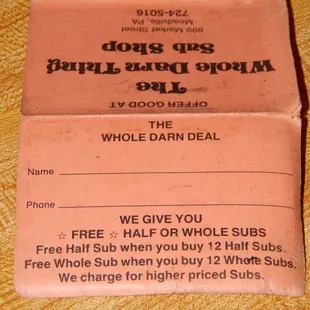 OFFER GOOD AT
The
Whole Darn Thing
Sub Shop
899 Market Street
Meadville, PA
724-5016
THE
WHOLE DARN DEAL
Name
Phone
WE GIVE YOU
☆ FREE ☆ HALF OR WHOLE SUBS
Free Half Sub when you buy 12 Half Subs.
Free Whole Sub when you buy 12 Whole Subs.
We charge for higher priced Subs.